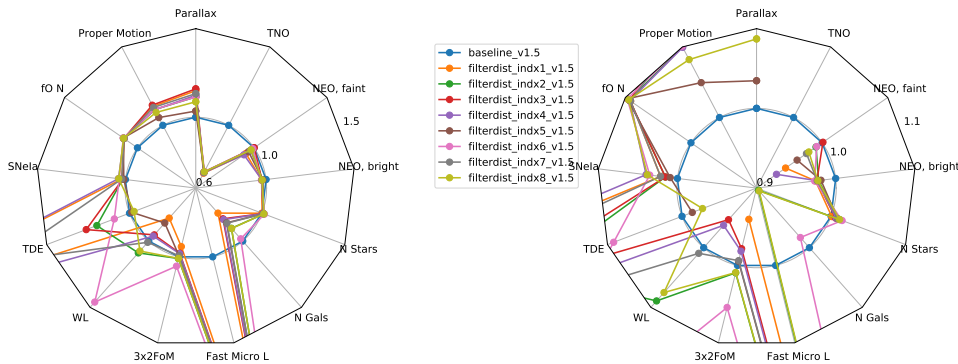 Parallax
Proper Motion
TNO
fO N
NEO, faint
1.5
1.0
SNeIa
0.6
NEO, bright
TDE
N Stars
WL
N Gals
3x2FoM
Fast Micro L
baseline_v1.5
filterdist_indx1_v1.5
filterdist_indx2_v1.5
filterdist_indx3_v1.5
filterdist_indx4_v1.5
filterdist_indx5_v1.5
filterdist_indx6_v1.5
filterdist_indx7_v1.5
filterdist_indx8_v1.5
Parallax
Proper Motion
TNO
fO N
NEO, faint
1.1
1.0
SNeIa
0.9
NEO, bright
TDE
N Stars
WL
N Gals
3x2FoM
Fast Micro L